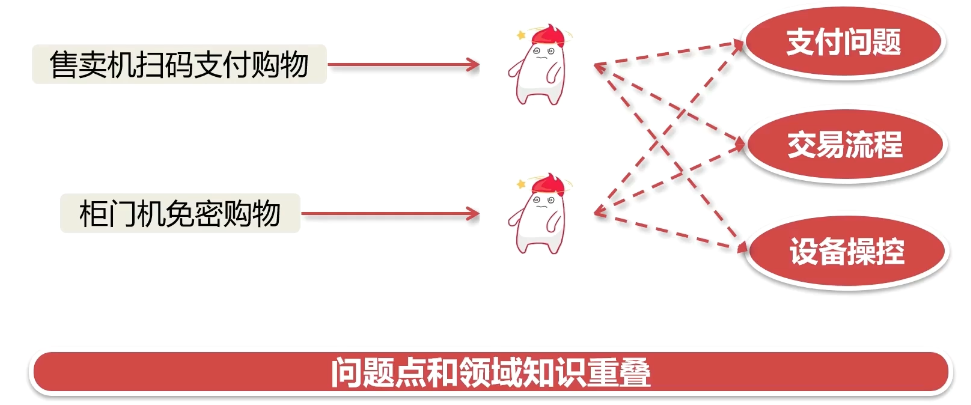 售卖机扫码支付购物
支付问题
交易流程
柜门机免密购物
设备操控
问题点和领域知识重叠